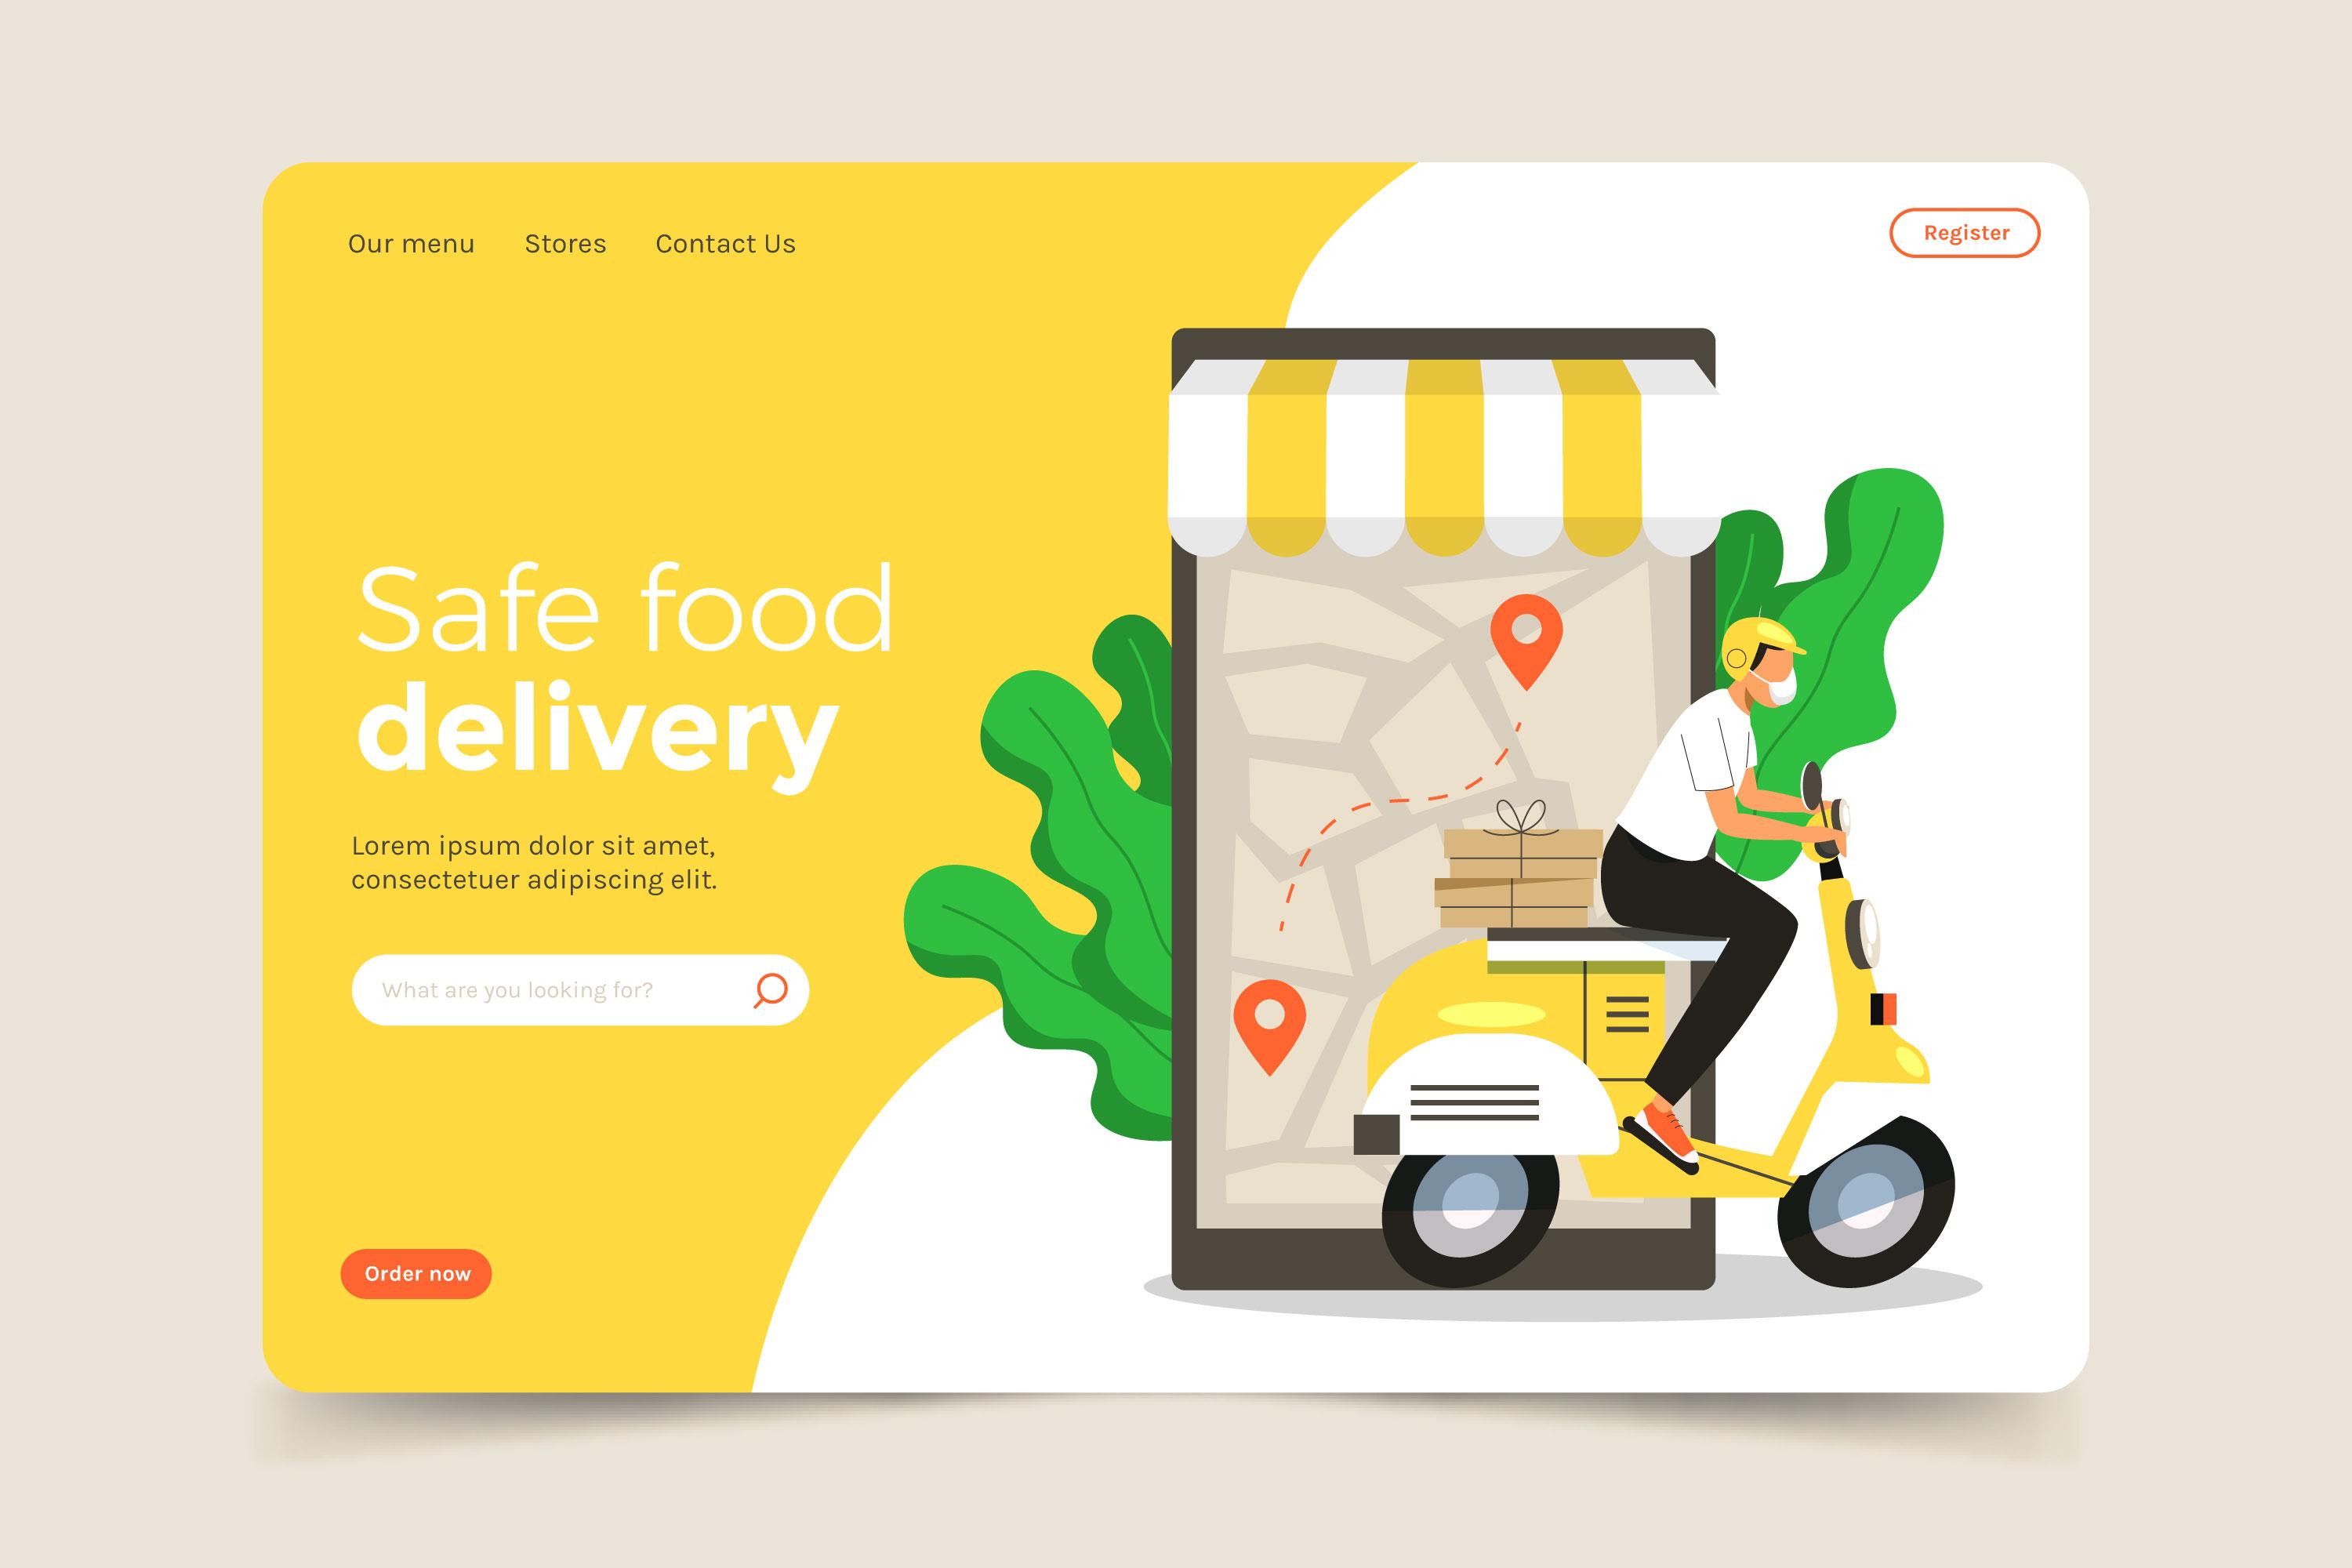 Our menu Stores Contact Us
Register
Safe food
delivery
Lorem ipsum dolor sit amet,
consectetuer adipiscing elit.
What are you looking for?
Order now